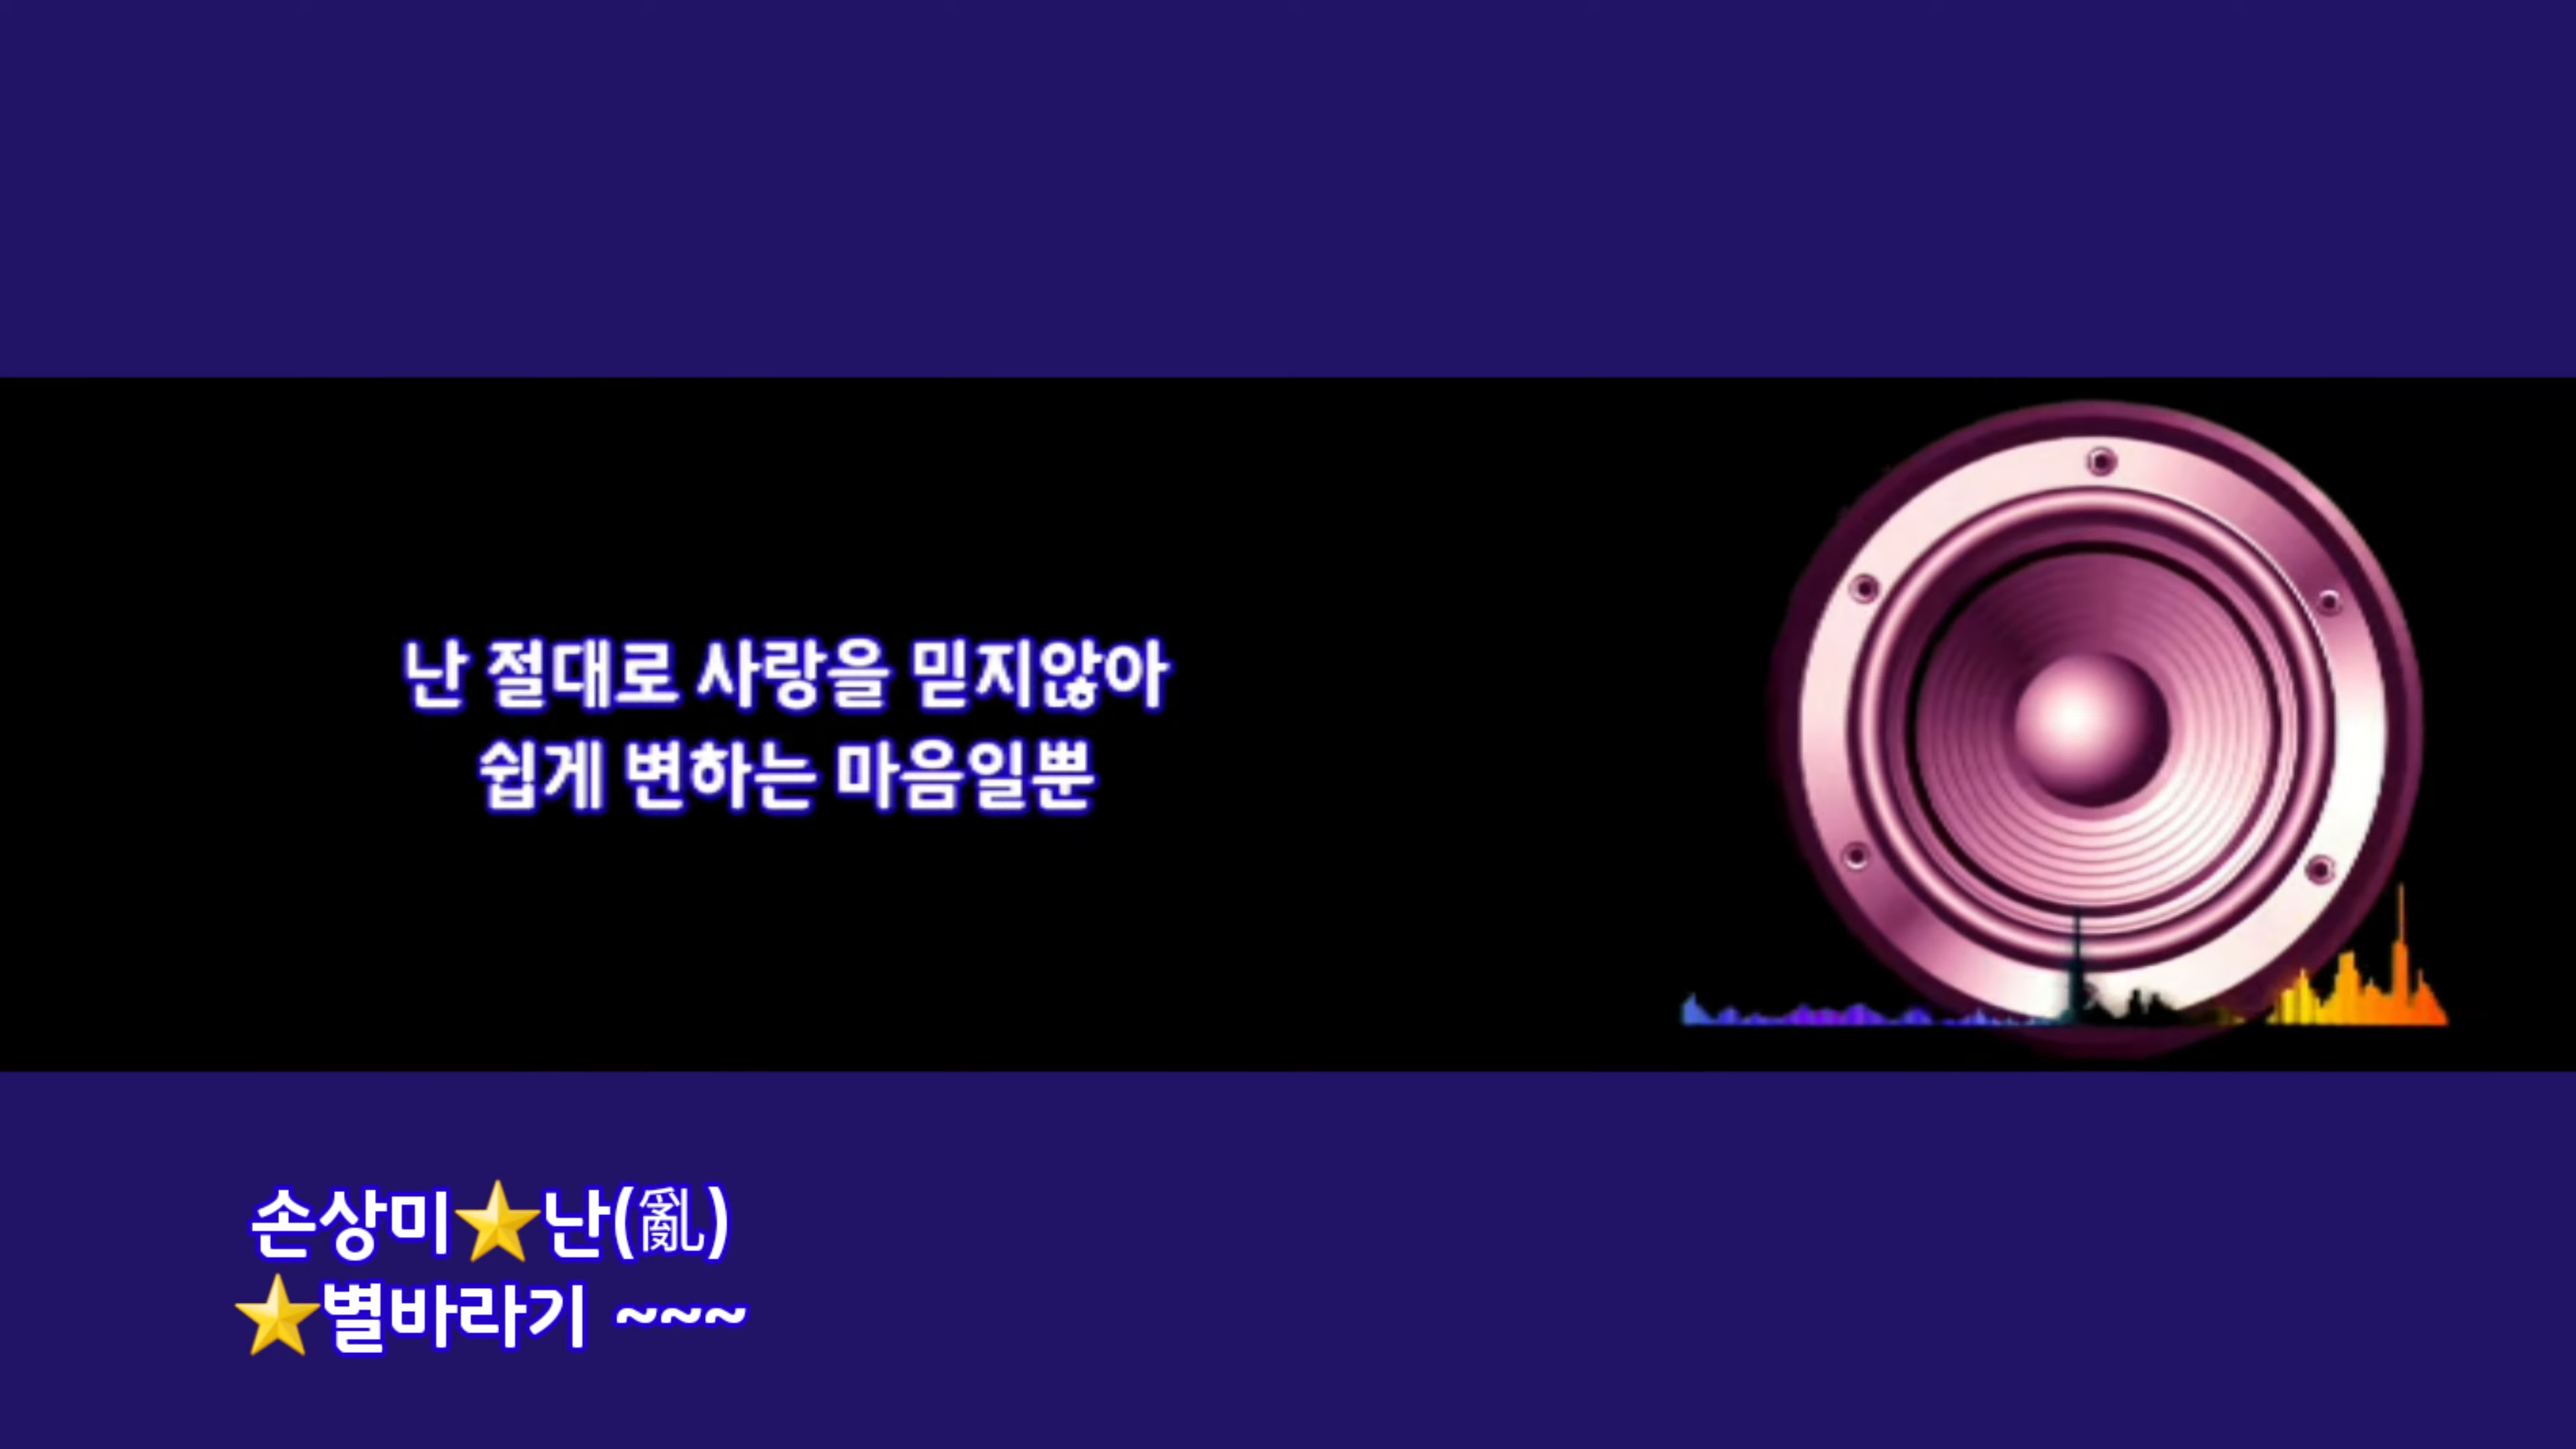 난 절대로 사랑을 믿지않아
쉽게 변하는 마음일뿐
손상미⭐난(亂)
⭐별바라기 ~~~